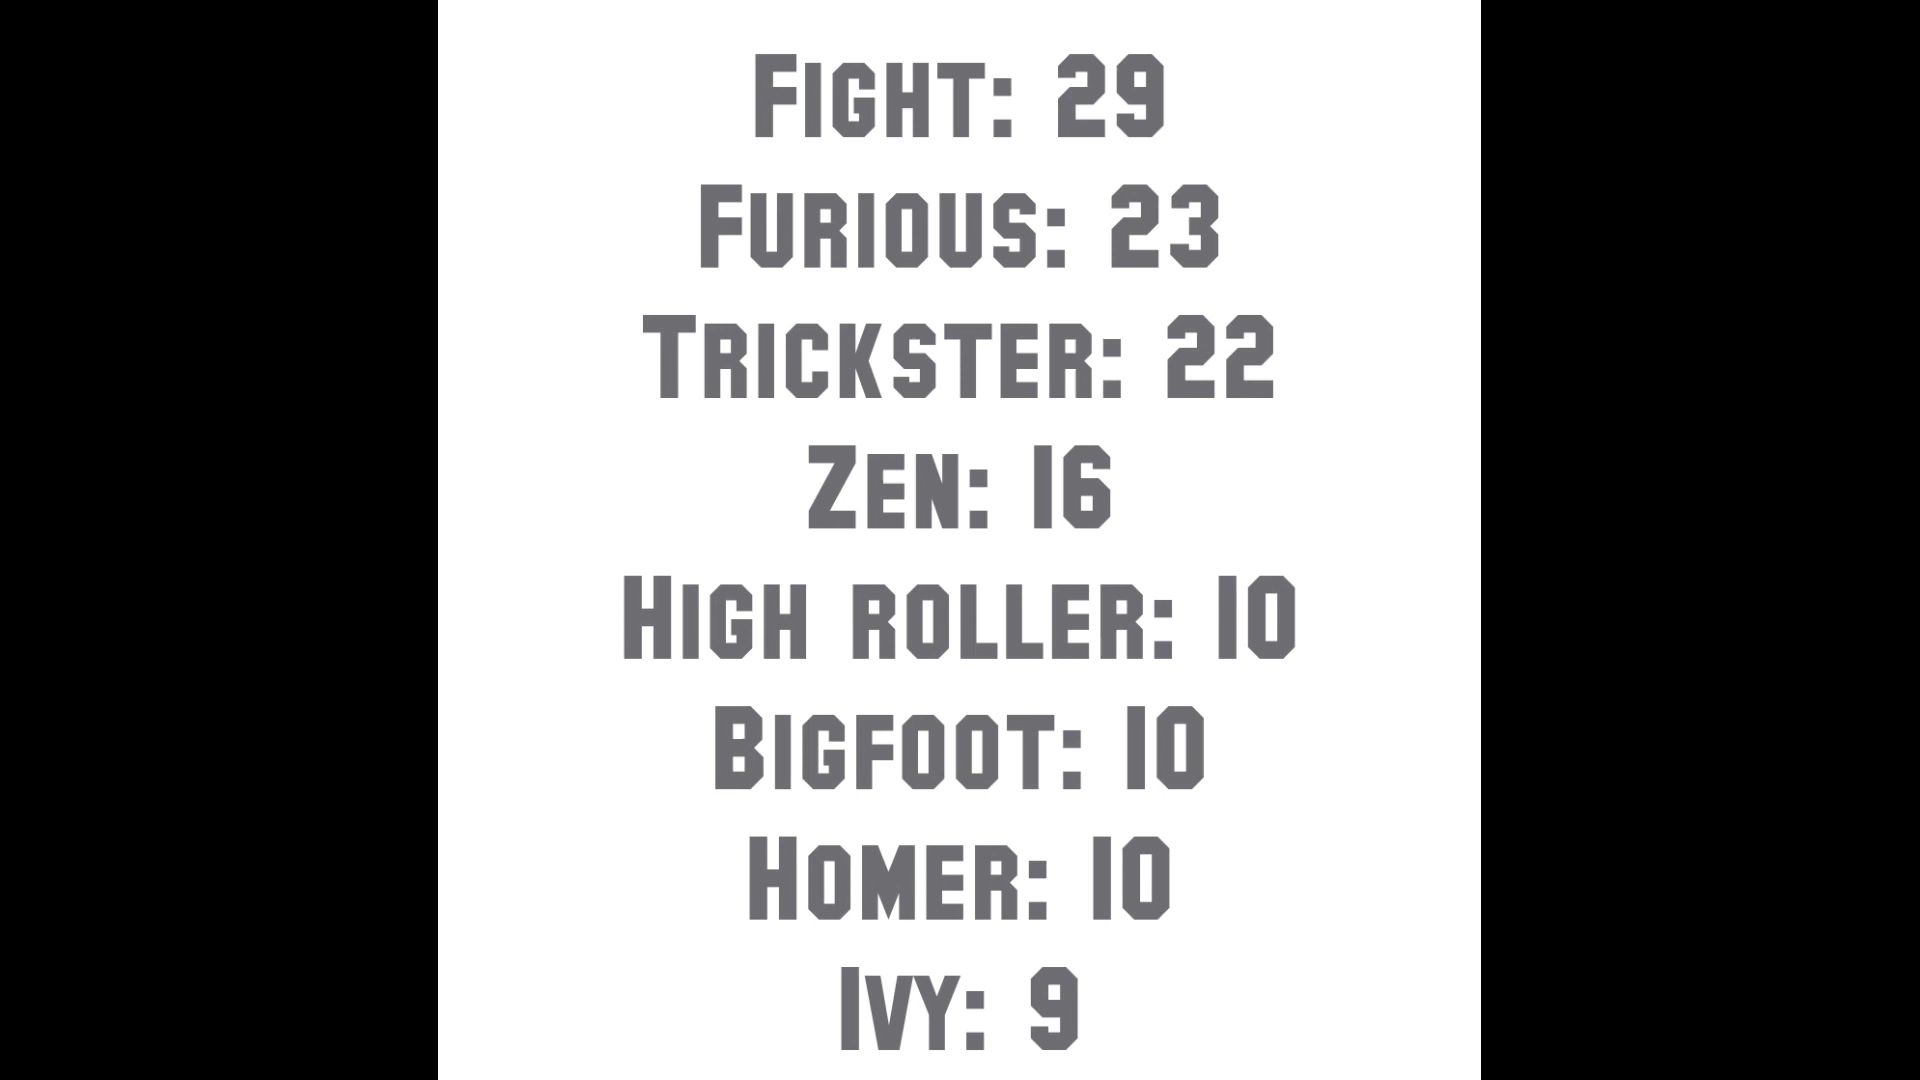 Fight: 29
Furious: 23
Trickster: 22
Zen: 16
High roller: 10
Bigfoot: 10
Homer: 10
Ivy: 9